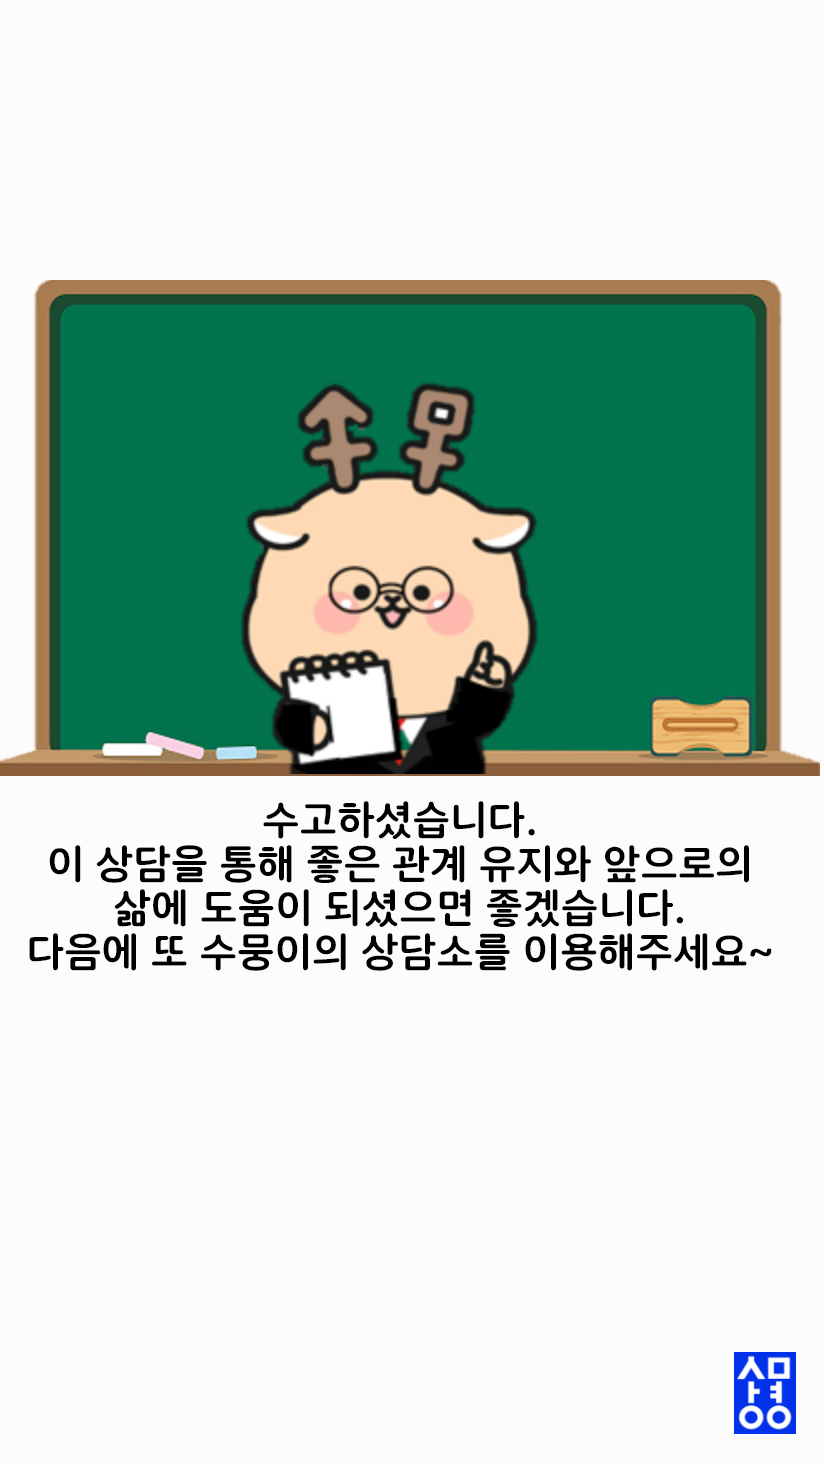 수고하셨습니다.
이 상담을 통해 좋은 관계 유지와 앞으로의
삶에 도움이 되셨으면 좋겠습니다.
다음에 또 수뭉이의 상담소를 이용해주세요~
상명